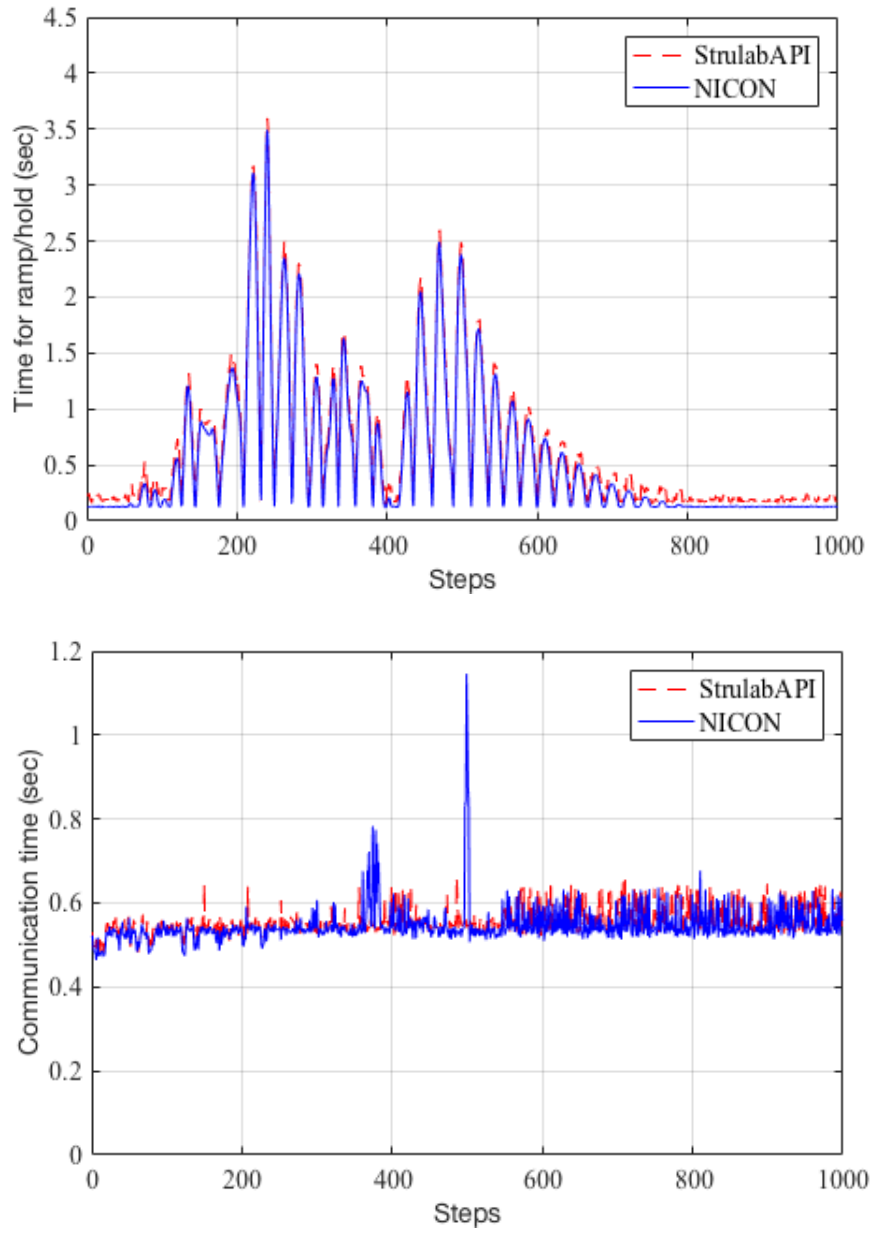 4.5
4
3.5
3
2.5
2
1.5
1
0.5
0
Time for ramp/hold (sec)
StrulabAPI
NICON
0 200 400 600 800 1000
Steps
1.2
1
0.8
0.6
0.4
0.2
0
Communication time (sec)
StrulabAPI
NICON
0 200 400 600 800 1000
Steps